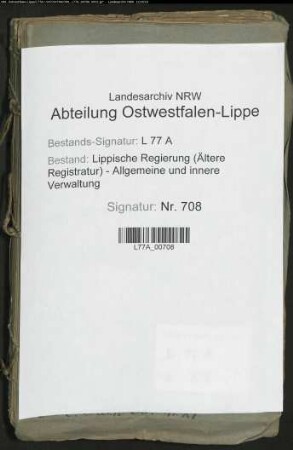 Landesarchiv NRW
Abteilung Ostwestfalen-Lippe
Bestands-Signatur: L 77 A
Bestand: Lippische Regierung (Ältere
Registratur) - Allgemeine und innere
Verwaltung
Signatur: Nr. 708
L77A_00708